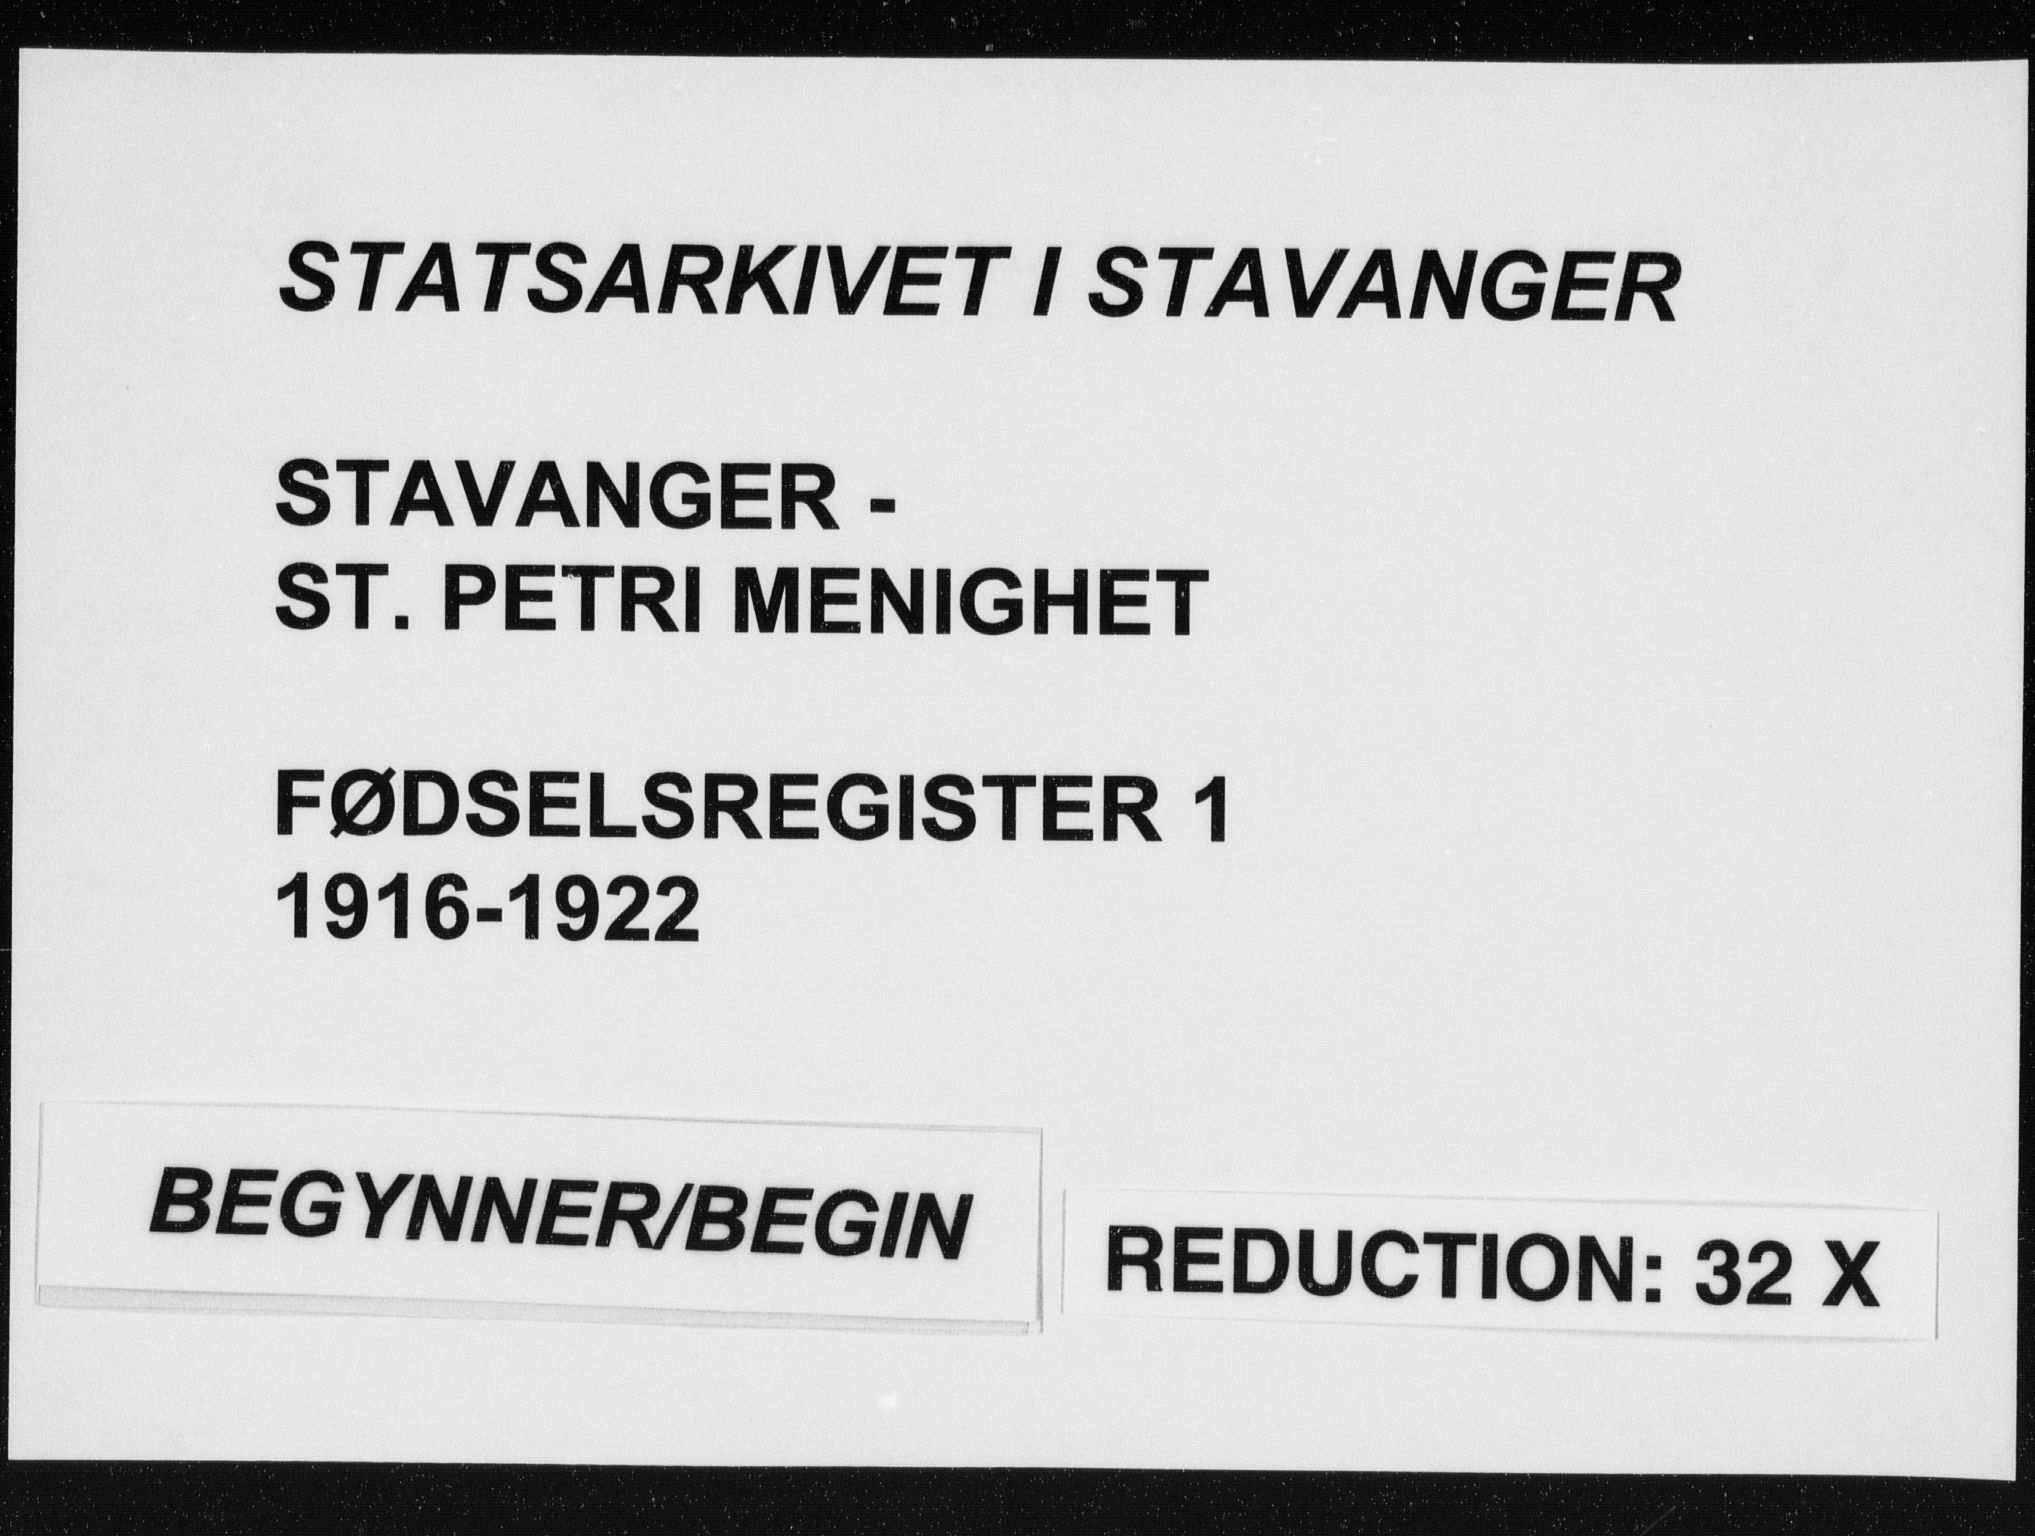 STATSARKIVET I STAVANGER
STAVANGER -
ST. PETRI MENIGHET
FØDSELSREGISTER 1
1916-1922
BEGYNNER/BEGIN
REDUCTION: 32 X